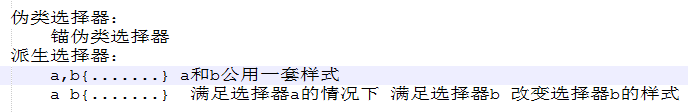 伪类选择器:
锚伪类选择器
派生选择器:
a,b{.......} a和b公用一套样式
a b{.......} 满足选择器a的情况下 满足选择器b 改变选择器b的样式